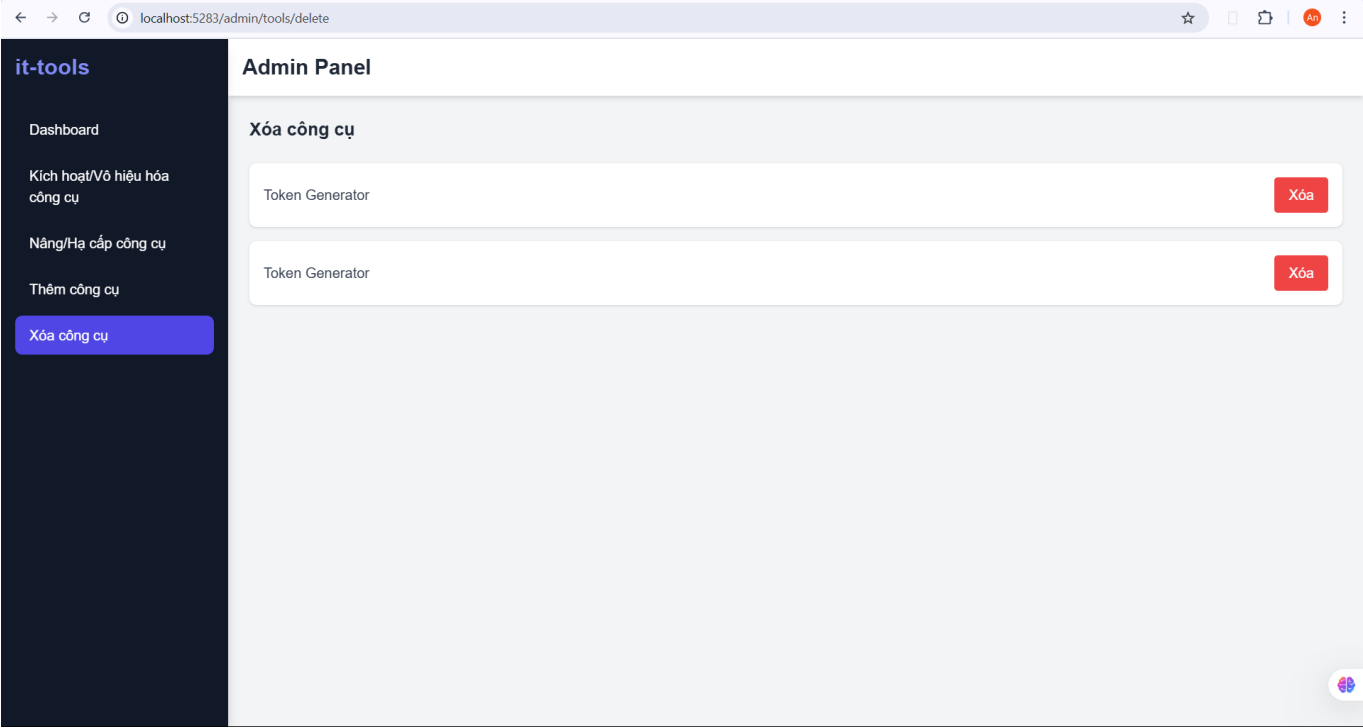 localhost:5283/admin/tools/delete
An
it-tools
Admin Panel
Dashboard
Kích hoạt/Vô hiệu hóa
công cụ
Nâng/Hạ cấp công cụ
Thêm công cụ
Xóa công cụ
Xóa công cụ
Token Generator
Xóa
Token Generator
Xóa